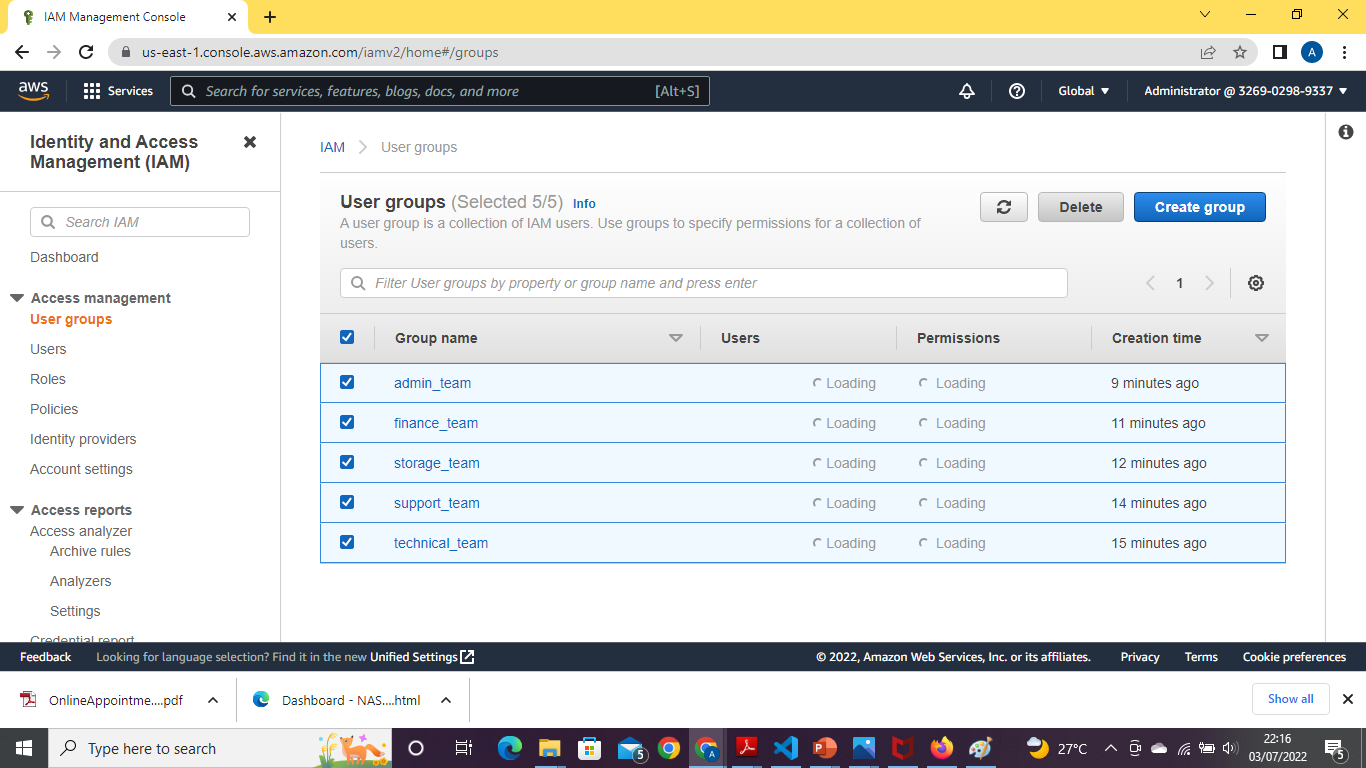 IAM Management Console
us-east-1.console.aws.amazon.com/iamv2/home#/groups
A
aws
Services
Search for services, features, blogs, docs, and more
[Alt+S]
Global
Administrator @ 3269-0298-9337
Identity and Access
Management (IAM)
Search IAM
Dashboard
Access management
User groups
Users
Roles
Policies
Identity providers
Account settings
Access reports
Access analyzer
Archive rules
Analyzers
Settings
Credential report
IAM
User groups
User groups (Selected 5/5) Info
A user group is a collection of IAM users. Use groups to specify permissions for a collection of
users.
Delete
Create group
Filter User groups by property or group name and press enter
1
Group name Users Permissions Creation time
admin_team Loading Loading 9 minutes ago
finance_team Loading Loading 11 minutes ago
storage_team Loading Loading 12 minutes ago
support_team Loading Loading 14 minutes ago
technical_team Loading Loading 15 minutes ago
Feedback Looking for language selection? Find it in the new Unified Settings
© 2022, Amazon Web Services, Inc. or its affiliates. Privacy Terms Cookie preferences
OnlineAppointme....pdf
Dashboard - NAS....html
Show all
Type here to search
5
A
27°C
22:16
03/07/2022
5